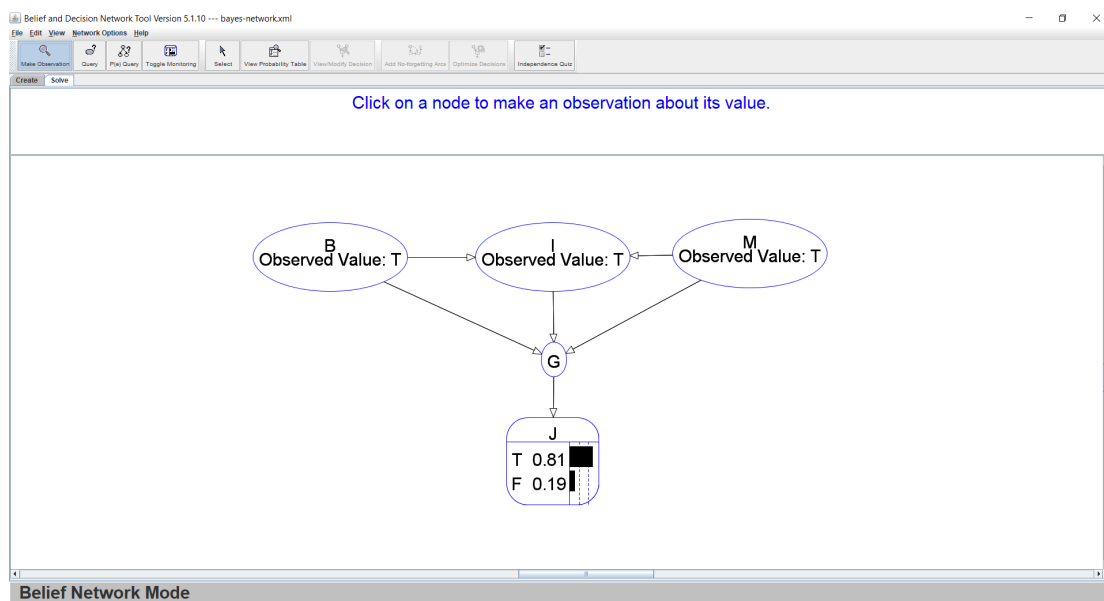 Belief and Decision Network Tool Version 5.1.10 --- bayes-network.xml
File Edit View Network Options Help
Make Observation Query P(e) Query Toggle Monitoring Select View Probability Table View/Modify Decision Add No-forgetting Arcs Optimize Decisions Independence Quiz
Create Solve
Click on a node to make an observation about its value.
B
Observed Value: T
I
Observed Value: T
M
Observed Value: T
G
J
T 0.81
F 0.19
Belief Network Mode